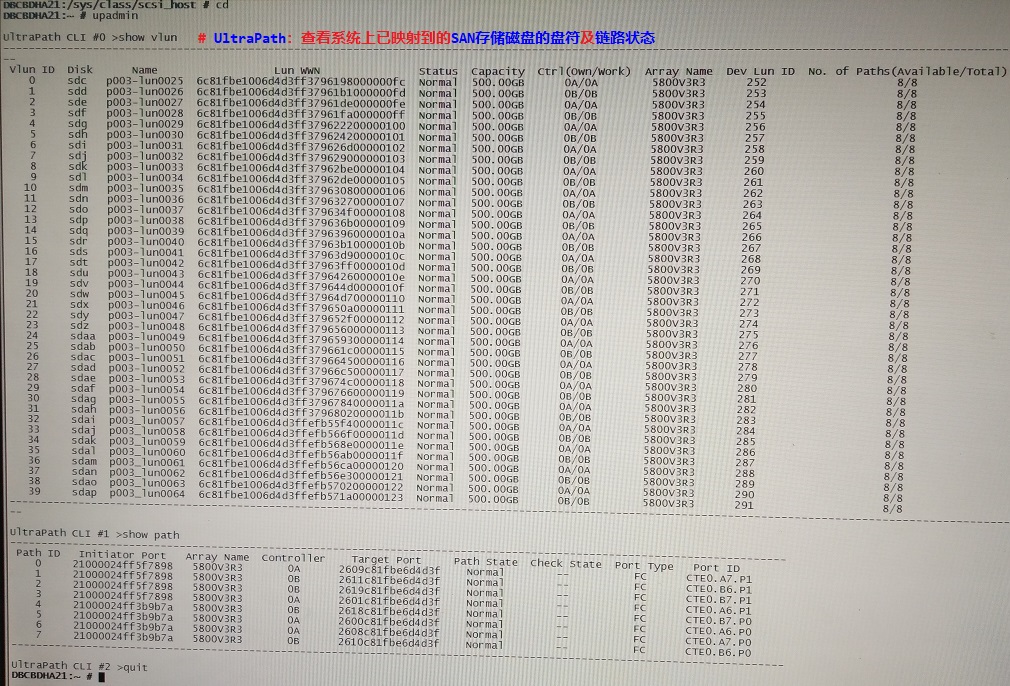 DBCBDHA21:/sys/class/scsi_host # cd
DBCBDHA21:~ # upadmin
UltraPath CLI #0 >show vlun # UltraPath: 查看系统上已映射到的SAN存储磁盘的盘符及链路状态
Vlun ID Disk Name Lun WWN Status Capacity Ctrl(Own/Work) Array Name Dev Lun ID No. of Paths(Available/Total)
0 sdc p003-lun0025 6c81fbe1006d4d3ff3796198000000fc Normal 500.00GB 0A/0A 5800V3R3 252 8/8
1 sdd p003-lun0026 6c81fbe1006d4d3ff37961b1000000fd Normal 500.00GB 0B/0B 5800V3R3 253 8/8
2 sde p003-lun0027 6c81fbe1006d4d3ff37961de000000fe Normal 500.00GB 0A/0A 5800V3R3 254 8/8
3 sdf p003-lun0028 6c81fbe1006d4d3ff37961fa000000ff Normal 500.00GB 0B/0B 5800V3R3 255 8/8
4 sdg p003-lun0029 6c81fbe1006d4d3ff379622200000100 Normal 500.00GB 0A/0A 5800V3R3 256 8/8
5 sdh p003-lun0030 6c81fbe1006d4d3ff379624200000101 Normal 500.00GB 0B/0B 5800V3R3 257 8/8
6 sdi p003-lun0031 6c81fbe1006d4d3ff379626d00000102 Normal 500.00GB 0A/0A 5800V3R3 258 8/8
7 sdj p003-lun0032 6c81fbe1006d4d3ff379629000000103 Normal 500.00GB 0B/0B 5800V3R3 259 8/8
8 sdk p003-lun0033 6c81fbe1006d4d3ff37962be00000104 Normal 500.00GB 0A/0A 5800V3R3 260 8/8
9 sdl p003-lun0034 6c81fbe1006d4d3ff37962de00000105 Normal 500.00GB 0B/0B 5800V3R3 261 8/8
10 sdm p003-lun0035 6c81fbe1006d4d3ff379630800000106 Normal 500.00GB 0A/0A 5800V3R3 262 8/8
11 sdn p003-lun0036 6c81fbe1006d4d3ff379632700000107 Normal 500.00GB 0B/0B 5800V3R3 263 8/8
12 sdo p003-lun0037 6c81fbe1006d4d3ff379634f00000108 Normal 500.00GB 0A/0A 5800V3R3 264 8/8
13 sdp p003-lun0038 6c81fbe1006d4d3ff379636b00000109 Normal 500.00GB 0B/0B 5800V3R3 265 8/8
14 sdq p003-lun0039 6c81fbe1006d4d3ff37963960000010a Normal 500.00GB 0A/0A 5800V3R3 266 8/8
15 sdr p003-lun0040 6c81fbe1006d4d3ff37963b10000010b Normal 500.00GB 0B/0B 5800V3R3 267 8/8
16 sds p003-lun0041 6c81fbe1006d4d3ff37963d90000010c Normal 500.00GB 0A/0A 5800V3R3 268 8/8
17 sdt p003-lun0042 6c81fbe1006d4d3ff37963ff0000010d Normal 500.00GB 0B/0B 5800V3R3 269 8/8
18 sdu p003-lun0043 6c81fbe1006d4d3ff37964260000010e Normal 500.00GB 0A/0A 5800V3R3 270 8/8
19 sdv p003-lun0044 6c81fbe1006d4d3ff379644d0000010f Normal 500.00GB 0B/0B 5800V3R3 271 8/8
20 sdw p003-lun0045 6c81fbe1006d4d3ff37964d700000110 Normal 500.00GB 0A/0A 5800V3R3 272 8/8
21 sdx p003-lun0046 6c81fbe1006d4d3ff379650a00000111 Normal 500.00GB 0B/0B 5800V3R3 273 8/8
22 sdy p003-lun0047 6c81fbe1006d4d3ff379652f00000112 Normal 500.00GB 0A/0A 5800V3R3 274 8/8
23 sdz p003-lun0048 6c81fbe1006d4d3ff379656000000113 Normal 500.00GB 0B/0B 5800V3R3 275 8/8
24 sdaa p003-lun0049 6c81fbe1006d4d3ff379659300000114 Normal 500.00GB 0A/0A 5800V3R3 276 8/8
25 sdab p003-lun0050 6c81fbe1006d4d3ff379661c00000115 Normal 500.00GB 0B/0B 5800V3R3 277 8/8
26 sdac p003-lun0051 6c81fbe1006d4d3ff379664500000116 Normal 500.00GB 0A/0A 5800V3R3 278 8/8
27 sdad p003-lun0052 6c81fbe1006d4d3ff37966c500000117 Normal 500.00GB 0B/0B 5800V3R3 279 8/8
28 sdae p003-lun0053 6c81fbe1006d4d3ff379674c00000118 Normal 500.00GB 0A/0A 5800V3R3 280 8/8
29 sdaf p003-lun0054 6c81fbe1006d4d3ff379676600000119 Normal 500.00GB 0B/0B 5800V3R3 281 8/8
30 sdag p003-lun0055 6c81fbe1006d4d3ff37967840000011a Normal 500.00GB 0A/0A 5800V3R3 282 8/8
31 sdah p003-lun0056 6c81fbe1006d4d3ff37968020000011b Normal 500.00GB 0B/0B 5800V3R3 283 8/8
32 sdai p003_lun0057 6c81fbe1006d4d3ffefb55f40000011c Normal 500.00GB 0A/0A 5800V3R3 284 8/8
33 sdaj p003_lun0058 6c81fbe1006d4d3ffefb566f0000011d Normal 500.00GB 0B/0B 5800V3R3 285 8/8
34 sdak p003_lun0059 6c81fbe1006d4d3ffefb568e0000011e Normal 500.00GB 0A/0A 5800V3R3 286 8/8
35 sdal p003_lun0060 6c81fbe1006d4d3ffefb56ab0000011f Normal 500.00GB 0B/0B 5800V3R3 287 8/8
36 sdam p003_lun0061 6c81fbe1006d4d3ffefb56ca00000120 Normal 500.00GB 0A/0A 5800V3R3 288 8/8
37 sdan p003_lun0062 6c81fbe1006d4d3ffefb56e300000121 Normal 500.00GB 0B/0B 5800V3R3 289 8/8
38 sdao p003_lun0063 6c81fbe1006d4d3ffefb570200000122 Normal 500.00GB 0A/0A 5800V3R3 290 8/8
39 sdap p003_lun0064 6c81fbe1006d4d3ffefb571a00000123 Normal 500.00GB 0B/0B 5800V3R3 291 8/8
UltraPath CLI #1 >show path
Path ID Initiator Port Array Name Controller Target Port Path State Check State Port Type Port ID
0 21000024ff5f7898 5800V3R3 0A 2609c81fbe6d4d3f Normal -- FC CTE0.A7.P1
1 21000024ff5f7898 5800V3R3 0B 2611c81fbe6d4d3f Normal -- FC CTE0.B6.P1
2 21000024ff5f7898 5800V3R3 0B 2619c81fbe6d4d3f Normal -- FC CTE0.B7.P1
3 21000024ff5f7898 5800V3R3 0A 2601c81fbe6d4d3f Normal -- FC CTE0.A6.P1
4 21000024ff3b9b7a 5800V3R3 0B 2618c81fbe6d4d3f Normal -- FC CTE0.B7.P0
5 21000024ff3b9b7a 5800V3R3 0A 2600c81fbe6d4d3f Normal -- FC CTE0.A6.P0
6 21000024ff3b9b7a 5800V3R3 0A 2608c81fbe6d4d3f Normal -- FC CTE0.A7.P0
7 21000024ff3b9b7a 5800V3R3 0B 2610c81fbe6d4d3f Normal -- FC CTE0.B6.P0
UltraPath CLI #2 >quit
DBCBDHA21:~ #